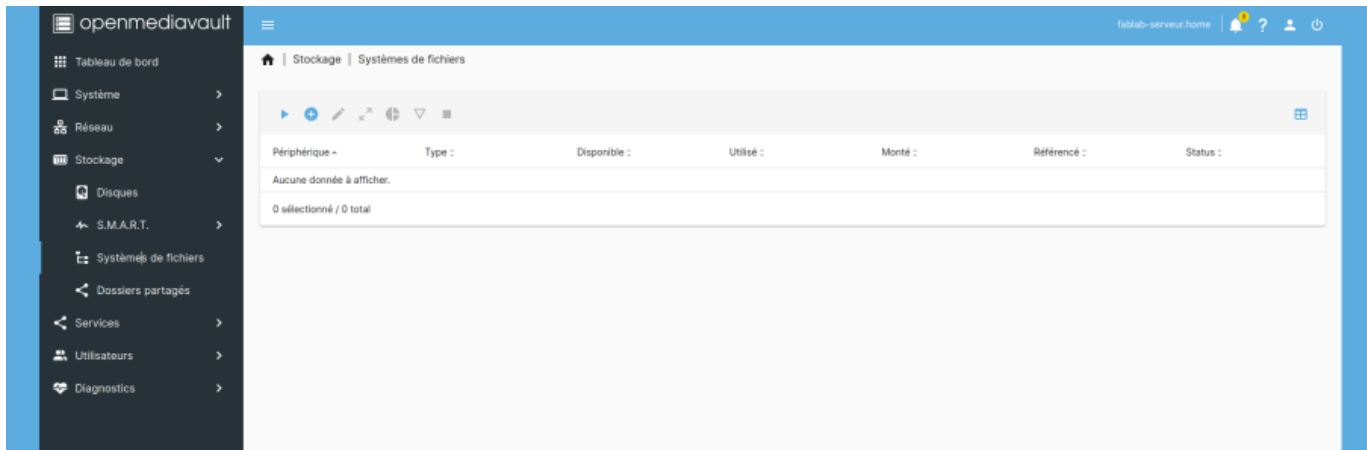 openmediavault
fablab-serveur.home
?
Tableau de bord
Système
Réseau
Stockage
Disques
S.M.A.R.T.
Systèmes de fichiers
Dossiers partagés
Services
Utilisateurs
Diagnostics
| Stockage | Systèmes de fichiers
Périphérique Type Disponible Utilisé Monté Référencé Status
Aucune donnée à afficher.
0 sélectionné / 0 total